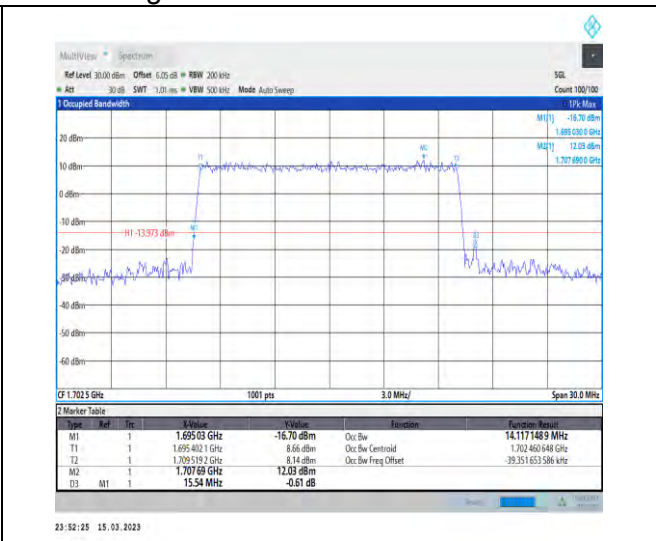 MultiView Spectrum
Ref Level 30.00 dBm Offset 6.05 dB RBW 200 kHz SGL
Att 30 dB SWT 1.01 ms VBW 500 kHz Mode Auto Sweep Count 100/100
1 Occupied Bandwidth 1Pk Max
M1[1] -16.70 dBm
1.695 030 0 GHz
20 dBm M2 M2[1] 12.03 dBm
T1 T2 1.707 690 0 GHz
10 dBm
0 dBm
-10 dBm M1
H1 -13.973 dBm
-20 dBm
-30 dBm
-40 dBm
-50 dBm
-60 dBm
CF 1.702 5 GHz 1001 pts 3.0 MHz/ Span 30.0 MHz
2 Marker Table
Type Ref Trc X-Value Y-Value Function Function Result
M1 1 1.695 03 GHz -16.70 dBm Occ Bw 14.117 148 9 MHz
T1 1 1.695 402 1 GHz 8.66 dBm Occ Bw Centroid 1.702 460 648 GHz
T2 1 1.709 519 2 GHz 8.14 dBm Occ Bw Freq Offset -39.351 653 586 kHz
M2 1 1.707 69 GHz 12.03 dBm
D3 M1 1 15.54 MHz -0.61 dB
23:52:25 15.03.2023